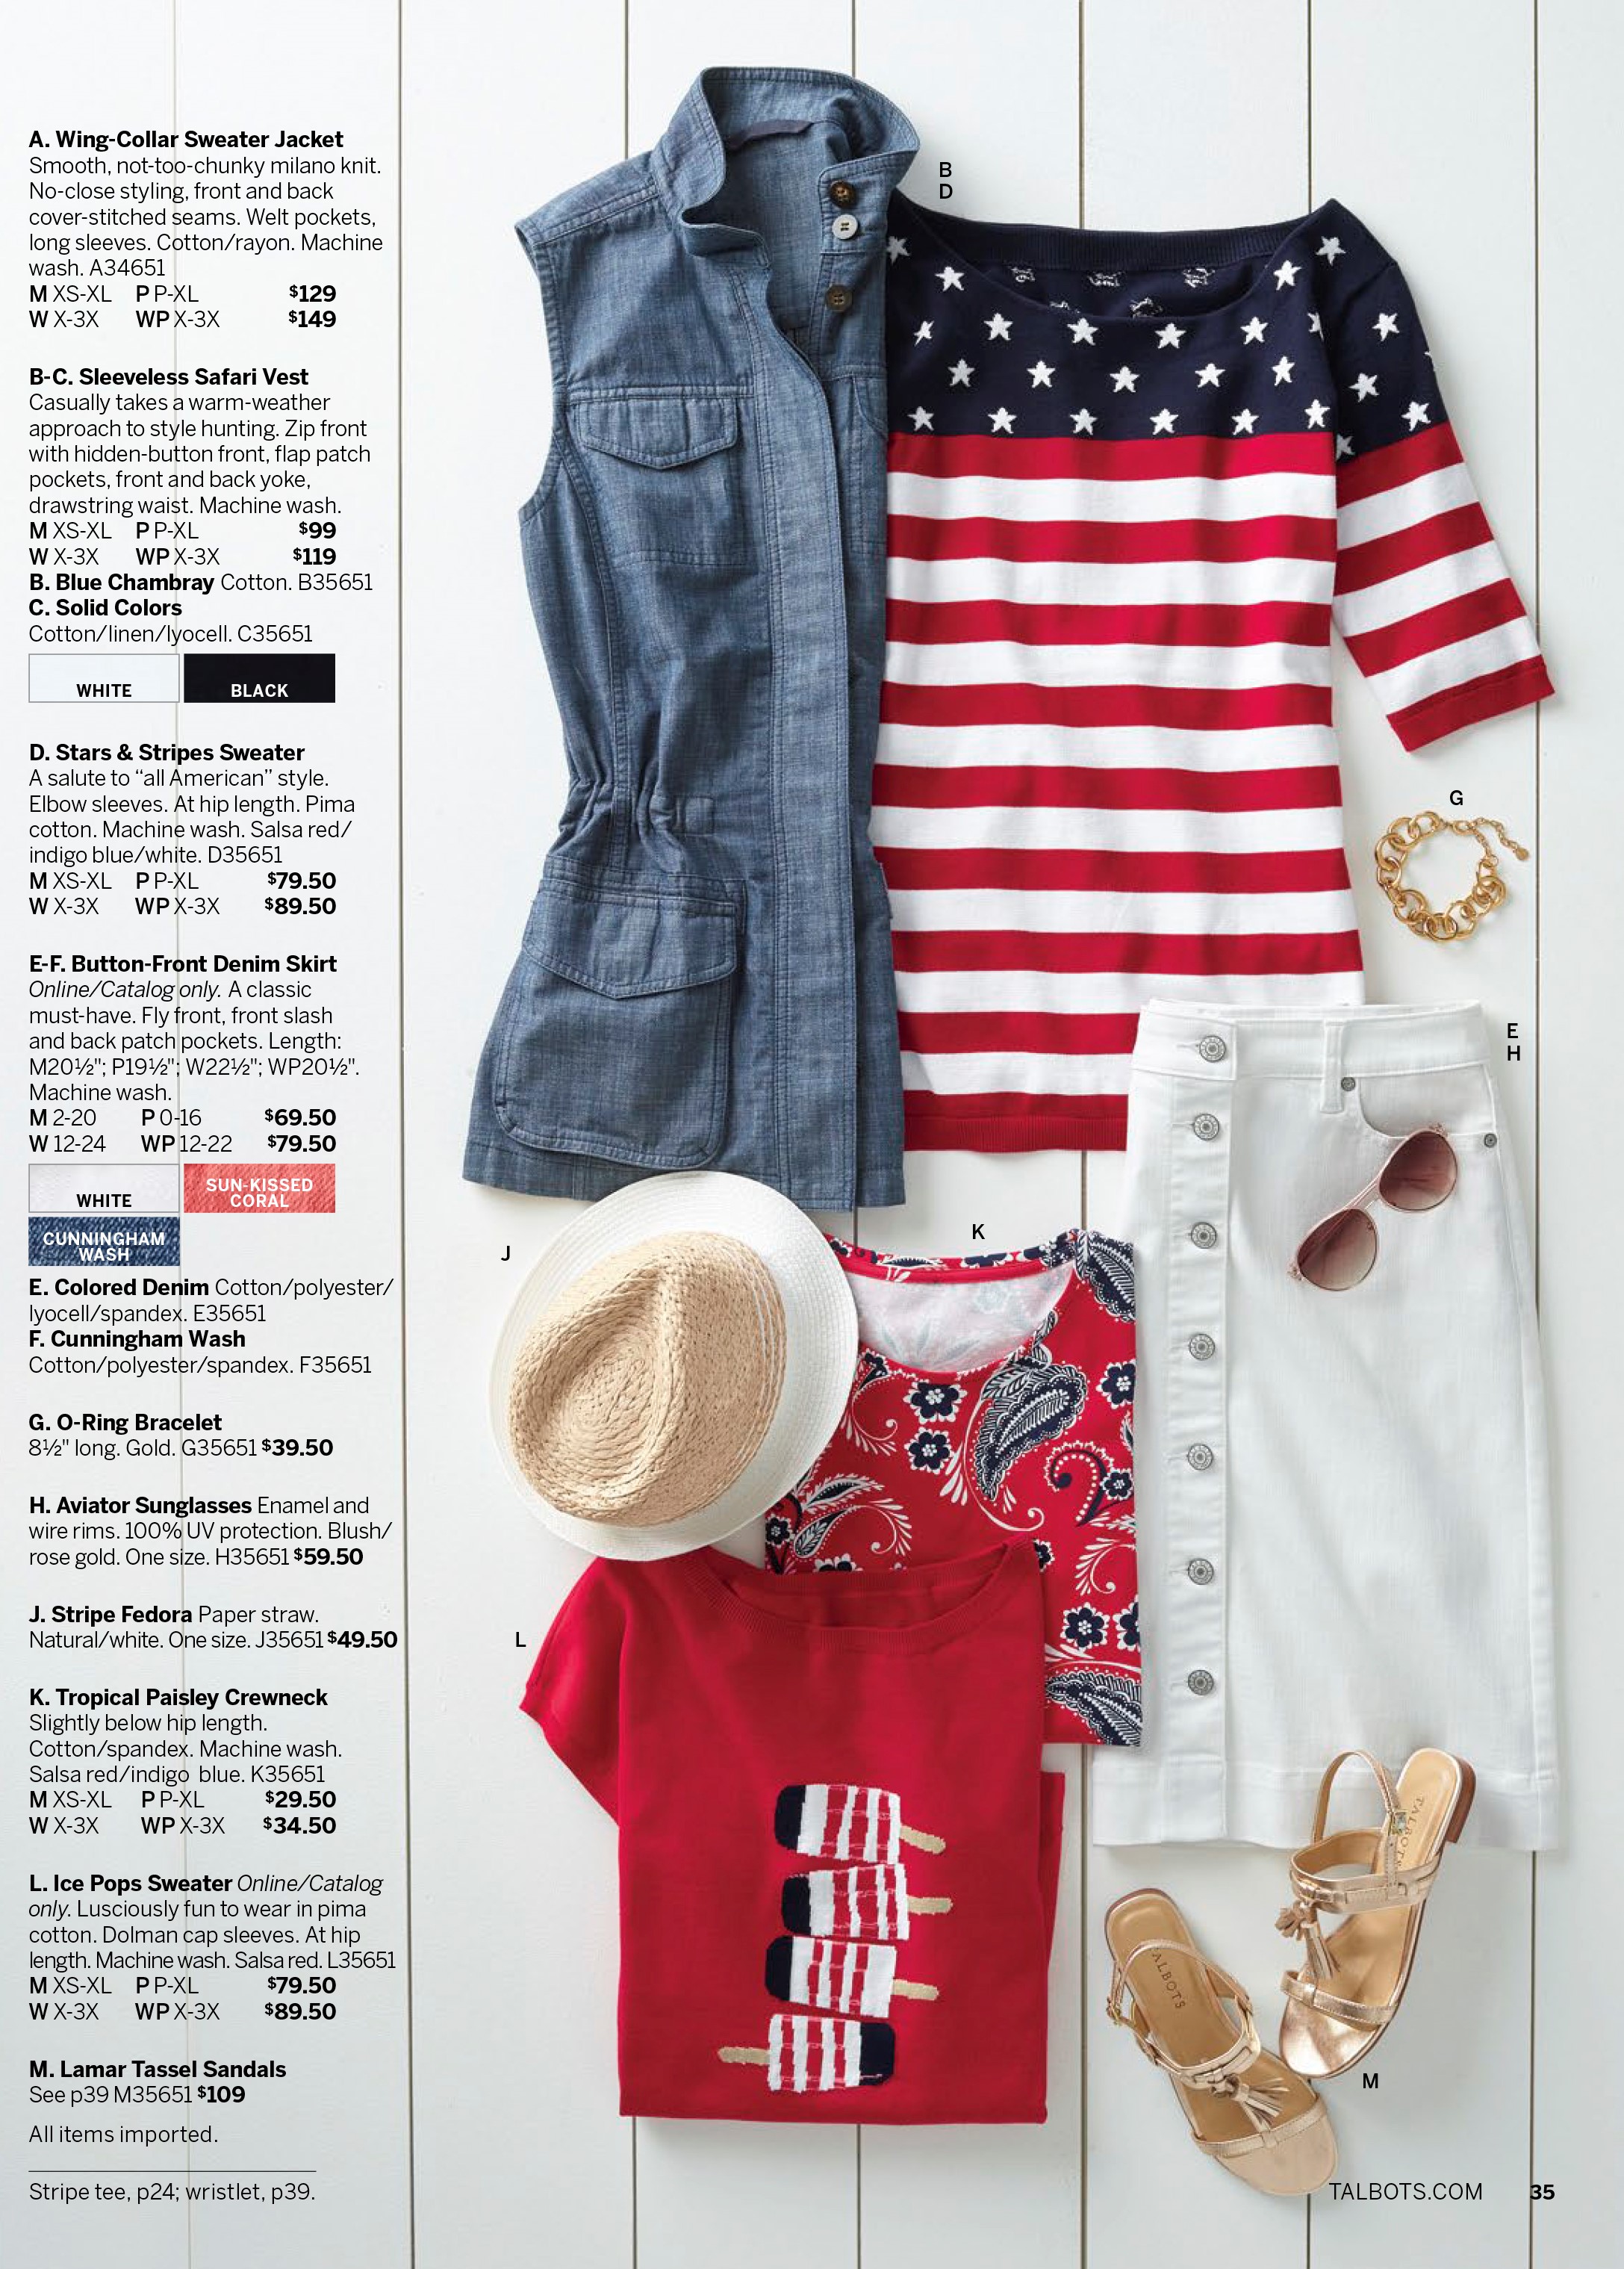 A. Wing-Collar Sweater Jacket
Smooth, not-too-chunky milano knit.
No-close styling, front and back
cover-stitched seams. Welt pockets,
long sleeves. Cotton/rayon. Machine
wash. A34651
M XS-XL P P-XL $129
W X-3X WP X-3X $149
B-C. Sleeveless Safari Vest
Casually takes a warm-weather
approach to style hunting. Zip front
with hidden-button front, flap patch
pockets, front and back yoke,
drawstring waist. Machine wash.
M XS-XL P P-XL $99
W X-3X WP X-3X $119
B. Blue Chambray Cotton. B35651
C. Solid Colors
Cotton/linen/lyocell. C35651
WHITE BLACK
D. Stars & Stripes Sweater
A salute to “all American” style.
Elbow sleeves. At hip length. Pima
cotton. Machine wash. Salsa red/
indigo blue/white. D35651
M XS-XL P P-XL $79.50
W X-3X WP X-3X $89.50
E-F. Button-Front Denim Skirt
Online/Catalog only. A classic
must-have. Fly front, front slash
and back patch pockets. Length:
M20½"; P19½"; W22½"; WP20½".
Machine wash.
M 2-20 P 0-16 $69.50
W 12-24 WP 12-22 $79.50
WHITE
SUN-KISSED
CORAL
CUNNINGHAM
WASH
E. Colored Denim Cotton/polyester/
lyocell/spandex. E35651
F. Cunningham Wash
Cotton/polyester/spandex. F35651
G. O-Ring Bracelet
8½" long. Gold. G35651 $39.50
H. Aviator Sunglasses Enamel and
wire rims. 100% UV protection. Blush/
rose gold. One size. H35651 $59.50
J. Stripe Fedora Paper straw.
Natural/white. One size. J35651 $49.50
K. Tropical Paisley Crewneck
Slightly below hip length.
Cotton/spandex. Machine wash.
Salsa red/indigo blue. K35651
M XS-XL P P-XL $29.50
W X-3X WP X-3X $34.50
L. Ice Pops Sweater Online/Catalog
only. Lusciously fun to wear in pima
cotton. Dolman cap sleeves. At hip
length. Machine wash. Salsa red. L35651
M XS-XL P P-XL $79.50
W X-3X WP X-3X $89.50
M. Lamar Tassel Sandals
See p39 M35651 $109
All items imported.
Stripe tee, p24; wristlet, p39.
B
D
G
E
H
K
J
L
TALBOTS
TALBOTS
M
TALBOTS.COM 35